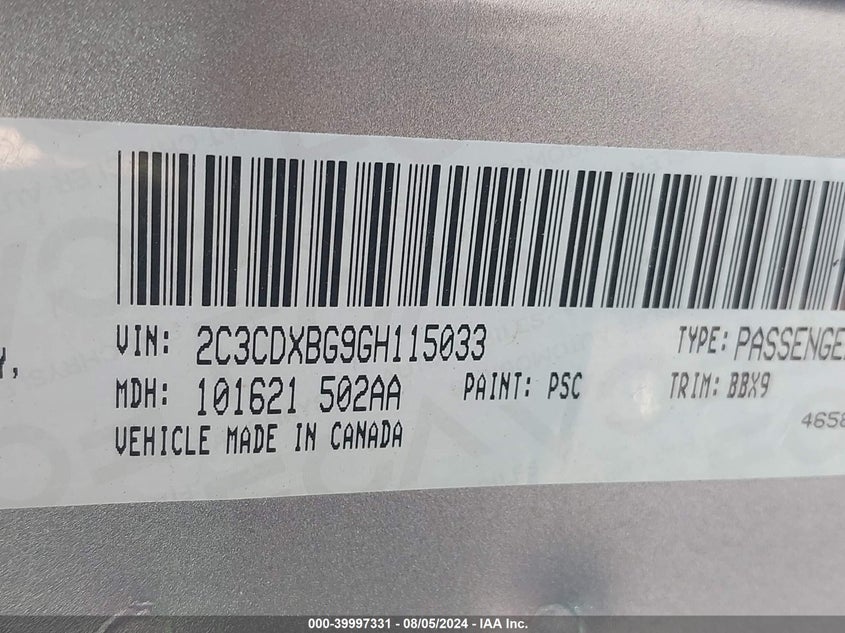 VIN: 2C3CDXBG9GH115033 TYPE: PASSENGE
Y,
MDH: 101621 502AA PAINT: PSC TRIM: BBX9
4658
VEHICLE MADE IN CANADA
000-39997331 - 08/05/2024 - IAA Inc.